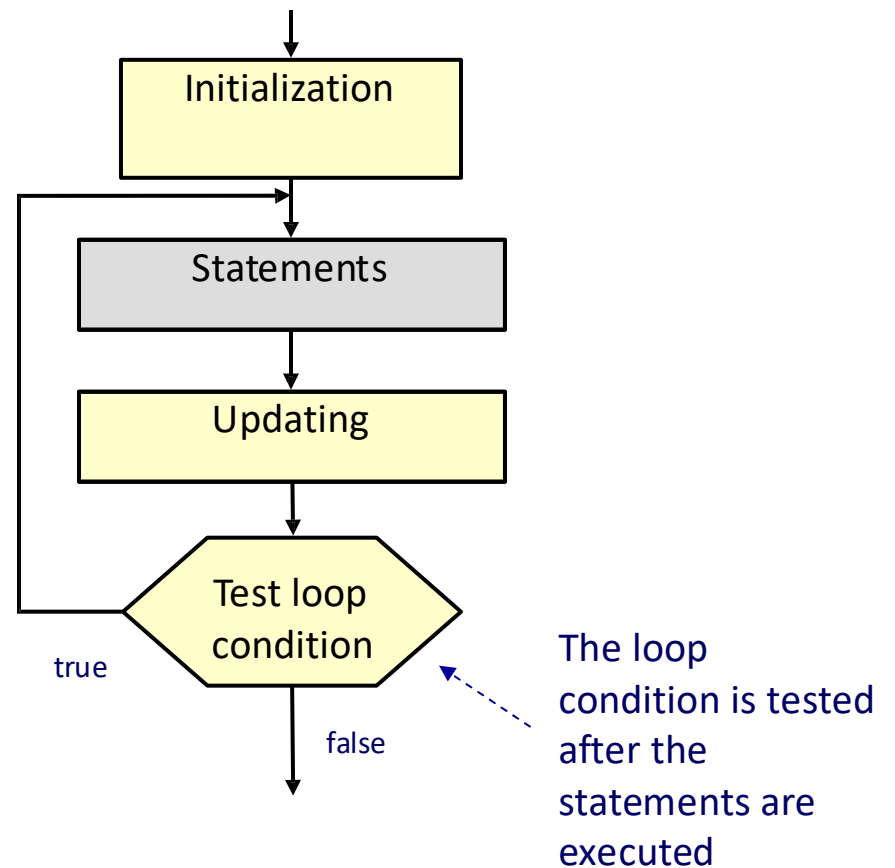 Initialization
Statements
Updating
Test loop
condition
true
false
The loop
condition is tested
after the
statements are
executed